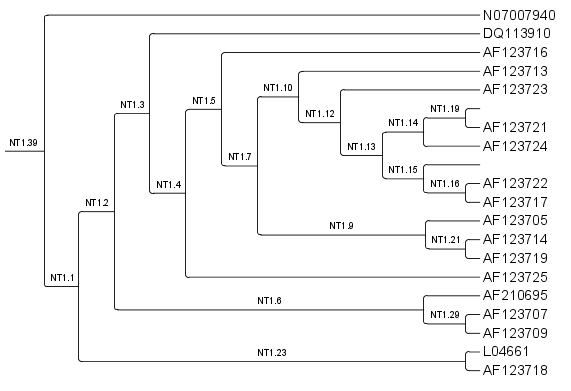 N07007940
DQ113910
AF123716
AF123713
NT1.10
AF123723
NT1.5
NT1.3
NT1.19
NT1.12
NT1.14
AF123721
NT1.39
AF123724
NT1.13
NT1.7
NT1.15
NT1.4
NT1.16
AF123722
AF123717
NT1.2
AF123705
NT1.9
NT1.21
AF123714
AF123719
NT1.1
AF123725
AF210695
NT1.6
NT1.29
AF123707
AF123709
L04661
NT1.23
AF123718